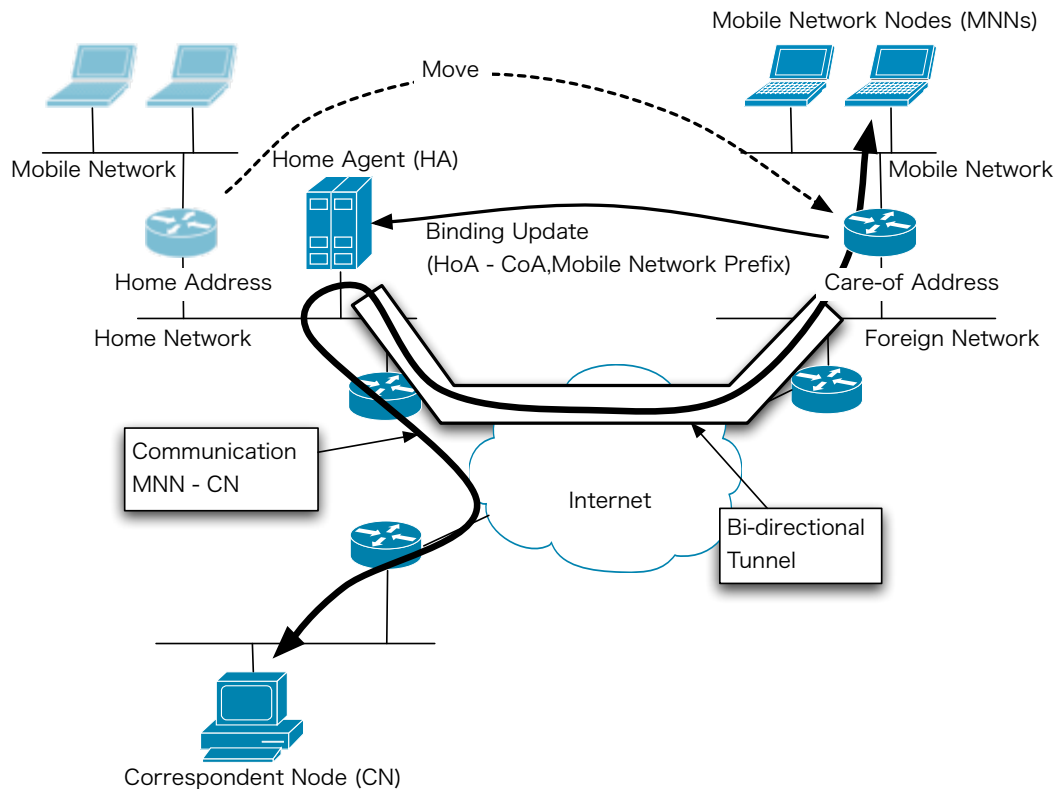 Mobile Network Nodes (MNNs)
Move
Mobile Network
Home Agent (HA)
Mobile Network
Binding Update
(HoA - CoA,Mobile Network Prefix)
Home Address
Care-of Address
Home Network
Foreign Network
Communication
MNN - CN
Internet
Bi-directional
Tunnel
Correspondent Node (CN)